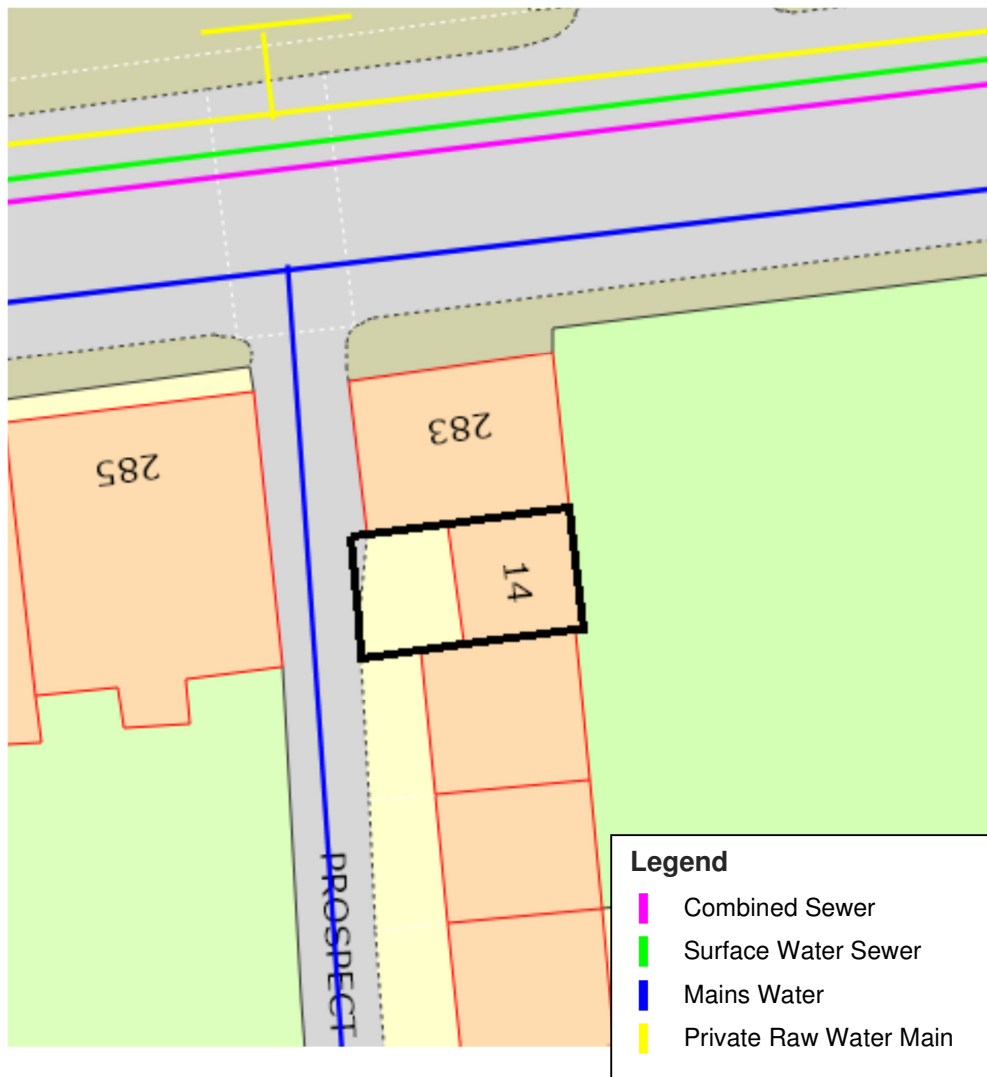 283
285
14
PROSPECT
Legend
Combined Sewer
Surface Water Sewer
Mains Water
Private Raw Water Main